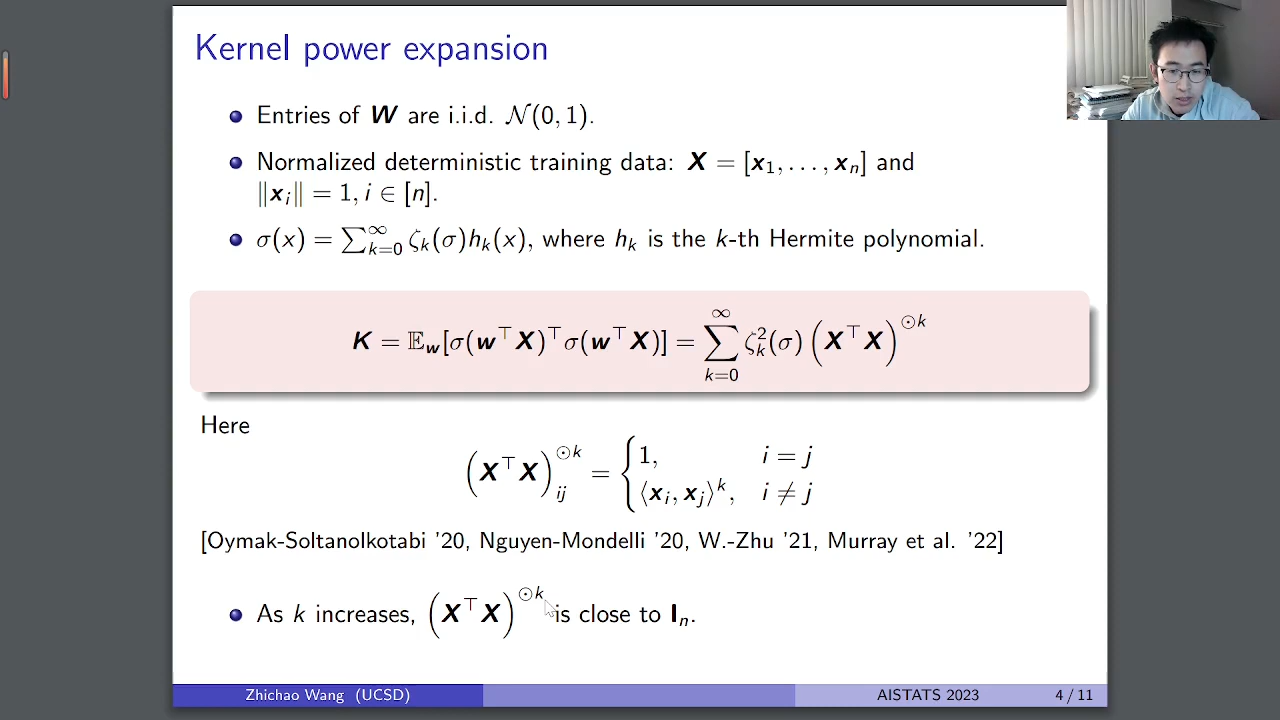 Kernel power expansion
Entries of W are i.i.d. 𝒩(0, 1).
Normalized deterministic training data: X = [x₁, . . . , xₙ] and
‖xᵢ‖ = 1, i ∈ [n].
σ(x) = ∑_{k=0}^{∞} ζₖ(σ)hₖ(x), where hₖ is the k-th Hermite polynomial.
K = 𝔼_w[σ(w^⊤X)^⊤σ(w^⊤X)] = ∑_{k=0}^{∞} ζₖ²(σ) (X^⊤X)^{⊙k}
Here
(X^⊤X)^{⊙k}_{ij} = { 1, i = j
⟨xᵢ, xⱼ⟩^k, i ≠ j
[Oymak-Soltanolkotabi '20, Nguyen-Mondelli '20, W.-Zhu '21, Murray et al. '22]
As k increases, (X^⊤X)^{⊙k} is close to Iₙ.
Zhichao Wang (UCSD) AISTATS 2023 4 / 11